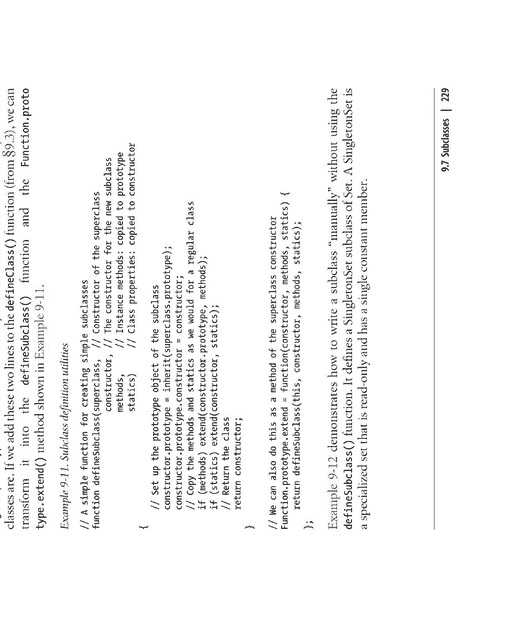 classes are. If we add these two lines to the defineClass() function (from §9.3), we can
transform it into the defineSubclass() function and the Function.proto
type.extend() method shown in Example 9-11.
Example 9-11. Subclass definition utilities
// A simple function for creating simple subclasses
function defineSubclass(superclass, // Constructor of the superclass
constructor, // The constructor for the new subclass
methods, // Instance methods: copied to prototype
statics) // Class properties: copied to constructor
{
// Set up the prototype object of the subclass
constructor.prototype = inherit(superclass.prototype);
constructor.prototype.constructor = constructor;
// Copy the methods and statics as we would for a regular class
if (methods) extend(constructor.prototype, methods);
if (statics) extend(constructor, statics);
// Return the class
return constructor;
}
// We can also do this as a method of the superclass constructor
Function.prototype.extend = function(constructor, methods, statics) {
return defineSubclass(this, constructor, methods, statics);
};
Example 9-12 demonstrates how to write a subclass “manually” without using the
defineSubclass() function. It defines a SingletonSet subclass of Set. A SingletonSet is
a specialized set that is read-only and has a single constant member.
9.7 Subclasses | 229